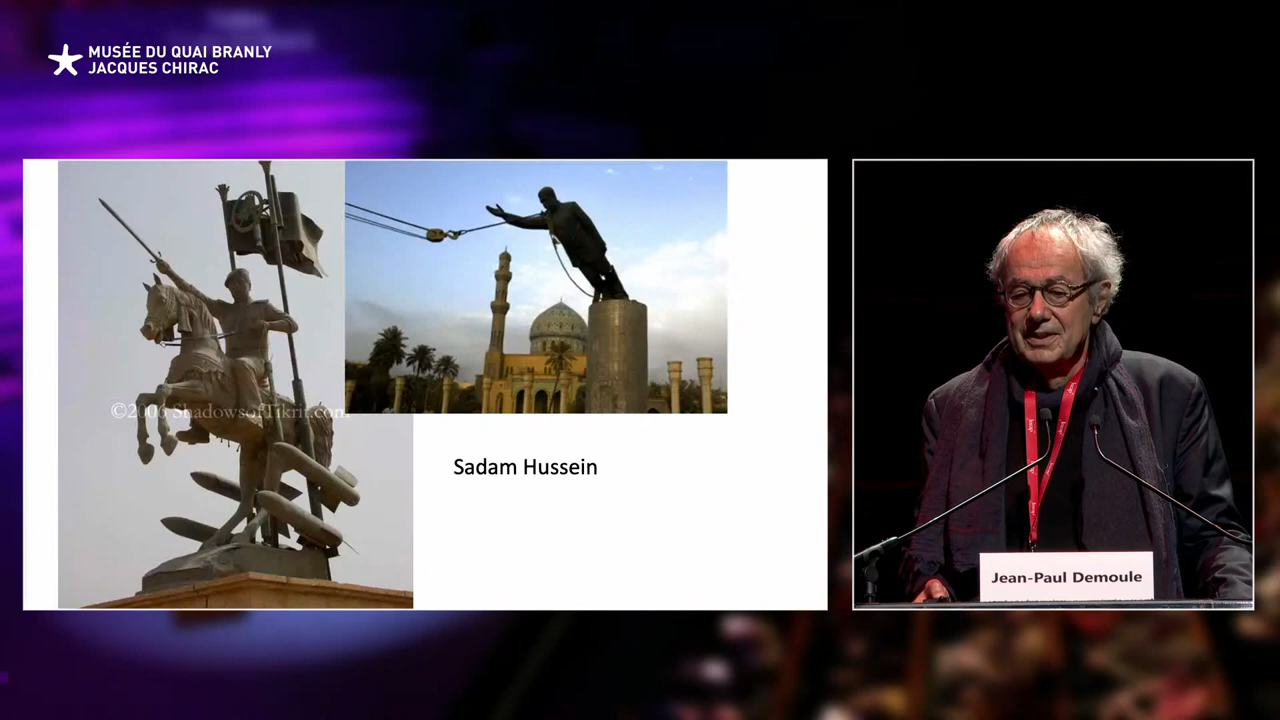 MUSÉE DU QUAI BRANLY
JACQUES CHIRAC
©2006 ShadowsofTikrit.com
Sadam Hussein
Jean-Paul Demoule